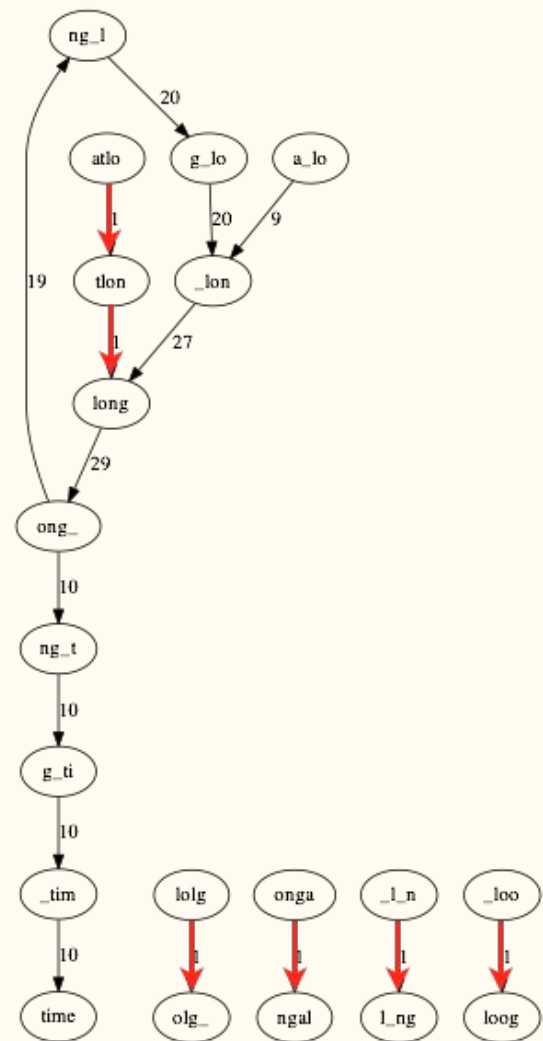 ng_l
20
atlo
g_lo
a_lo
1
20
9
19
tlon
_lon
1
27
long
29
ong_
10
ng_t
10
g_ti
10
_tim
lolg
onga
_l_n
_loo
10
1
1
1
1
time
olg_
ngal
l_ng
loog